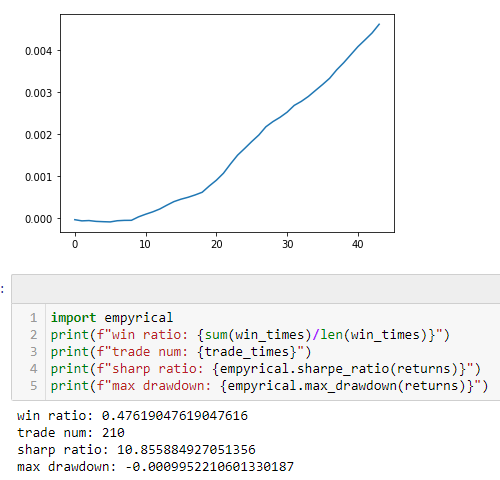 0.004
0.003
0.002
0.001
0.000
0 10 20 30 40
:
1 import empyrical
2 print(f"win ratio: {sum(win_times)/len(win_times)}")
3 print(f"trade num: {trade_times}")
4 print(f"sharp ratio: {empyrical.sharpe_ratio(returns)}")
5 print(f"max drawdown: {empyrical.max_drawdown(returns)}")
win ratio: 0.47619047619047616
trade num: 210
sharp ratio: 10.855884927051356
max drawdown: -0.0009952210601330187